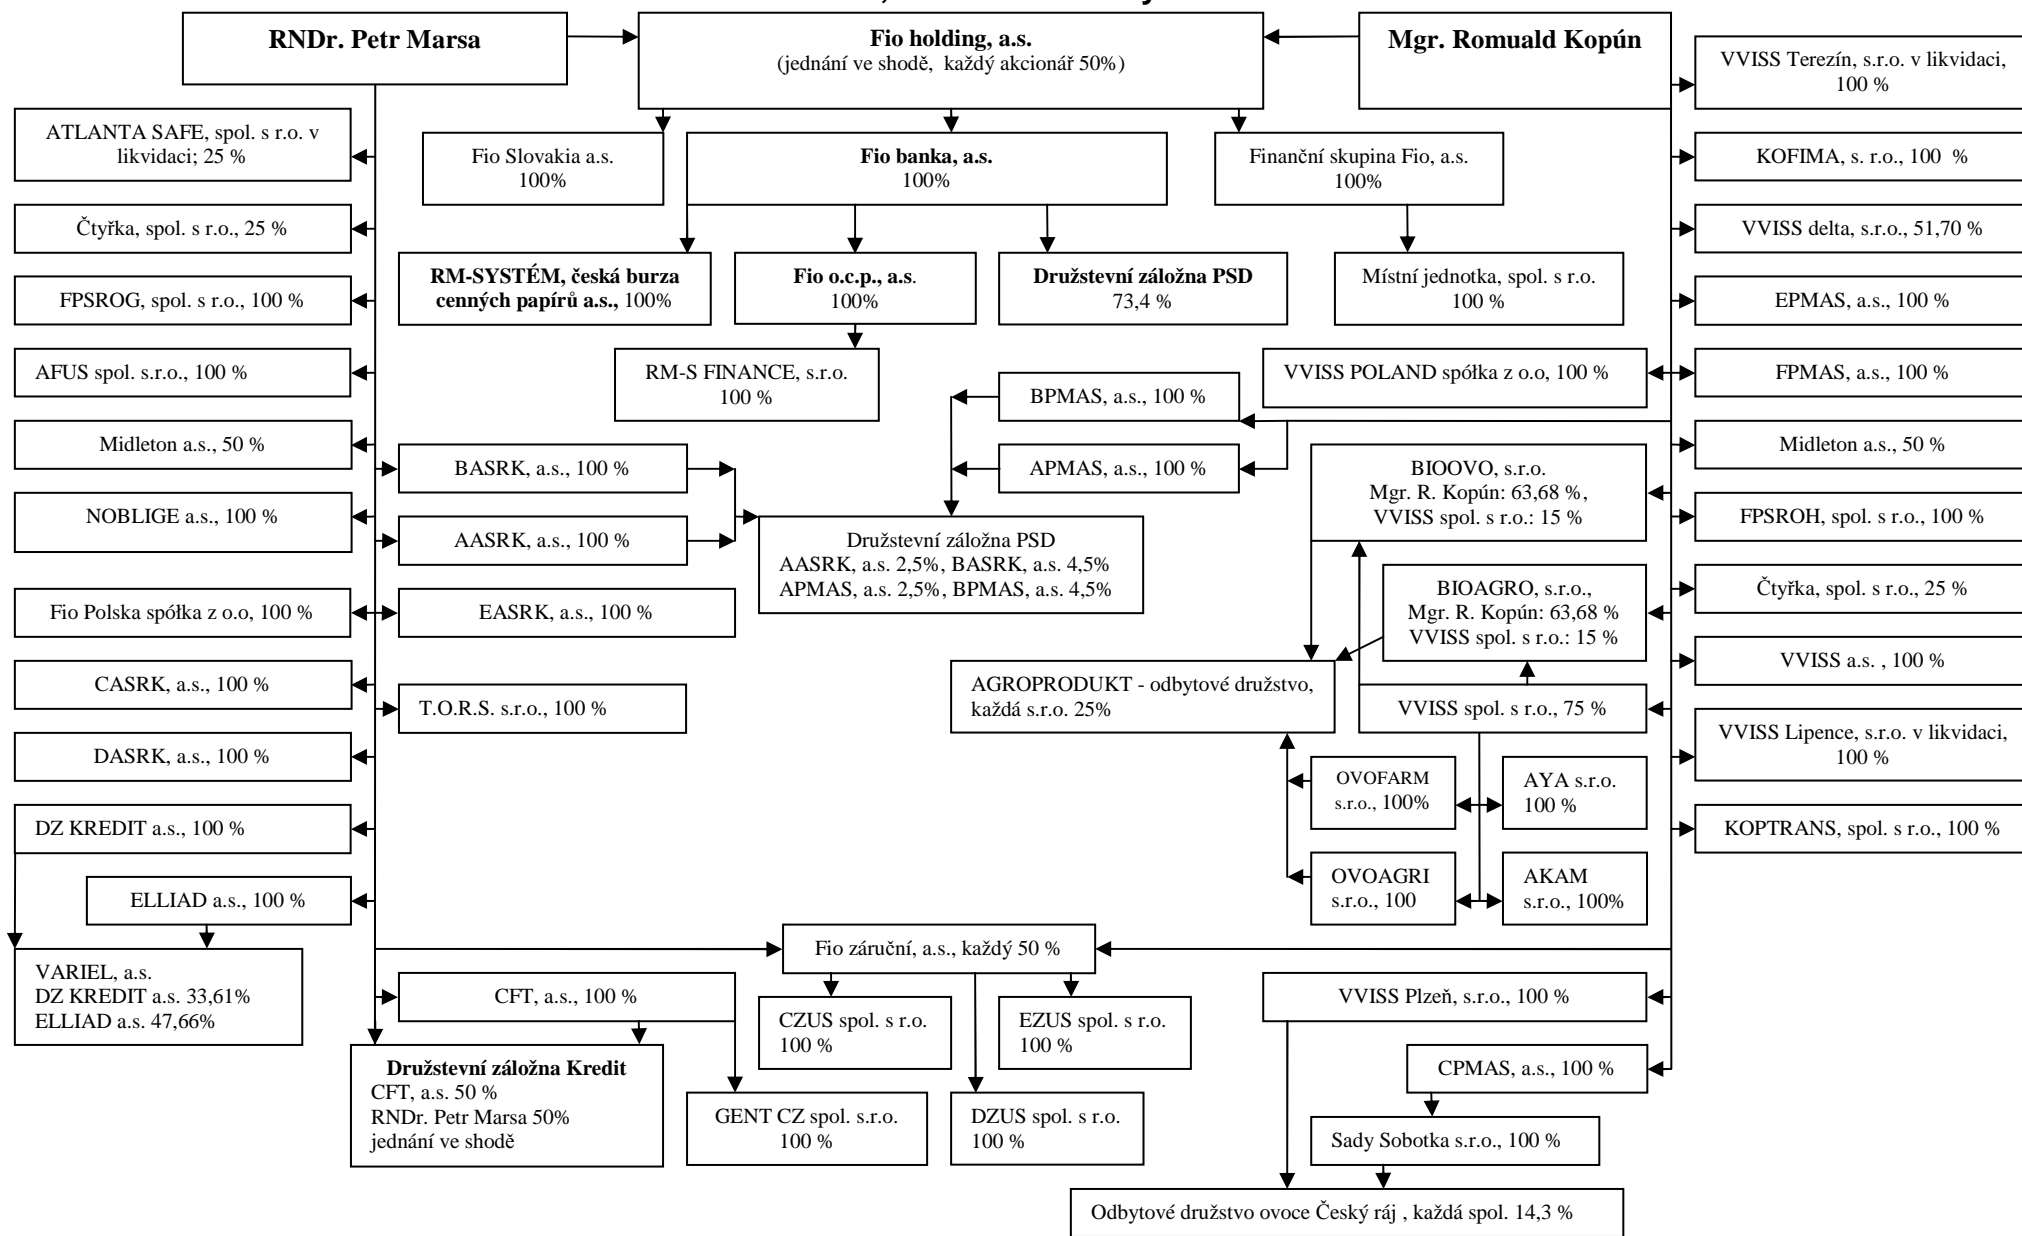 RNDr. Petr Marsa
Fio holding, a.s.
(jednání ve shodě, každý akcionář 50%)
Mgr. Romuald Kopún
VVISS Terezín, s.r.o. v likvidaci,
100 %
ATLANTA SAFE, spol. s r.o. v
likvidaci; 25 %
Fio Slovakia a.s.
100%
Fio banka, a.s.
100%
Finanční skupina Fio, a.s.
100%
KOFIMA, s. r.o., 100 %
Čtyřka, spol. s r.o., 25 %
VVISS delta, s.r.o., 51,70 %
RM-SYSTÉM, česká burza
cenných papírů a.s., 100%
Fio o.c.p., a.s.
100%
Družstevní záložna PSD
73,4 %
Místní jednotka, spol. s r.o.
100 %
FPSROG, spol. s r.o., 100 %
EPMAS, a.s., 100 %
AFUS spol. s.r.o., 100 %
RM-S FINANCE, s.r.o.
100 %
BPMAS, a.s., 100 %
VVISS POLAND spółka z o.o, 100 %
FPMAS, a.s., 100 %
Midleton a.s., 50 %
BASRK, a.s., 100 %
APMAS, a.s., 100 %
BIOOVO, s.r.o.
Mgr. R. Kopún: 63,68 %,
VVISS spol. s r.o.: 15 %
Midleton a.s., 50 %
NOBLIGE a.s., 100 %
AASRK, a.s., 100 %
Družstevní záložna PSD
AASRK, a.s. 2,5%, BASRK, a.s. 4,5%
APMAS, a.s. 2,5%, BPMAS, a.s. 4,5%
FPSROH, spol. s r.o., 100 %
Fio Polska spółka z o.o, 100 %
EASRK, a.s., 100 %
BIOAGRO, s.r.o.,
Mgr. R. Kopún: 63,68 %
VVISS spol. s r.o.: 15 %
Čtyřka, spol. s r.o., 25 %
CASRK, a.s., 100 %
T.O.R.S. s.r.o., 100 %
AGROPRODUKT - odbytové družstvo,
každá s.r.o. 25%
VVISS spol. s r.o., 75 %
VVISS a.s. , 100 %
DASRK, a.s., 100 %
VVISS Lipence, s.r.o. v likvidaci,
100 %
OVOFARM
s.r.o., 100%
AYA s.r.o.
100 %
DZ KREDIT a.s., 100 %
KOPTRANS, spol. s r.o., 100 %
ELLIAD a.s., 100 %
OVOAGRI
s.r.o., 100
AKAM
s.r.o., 100%
Fio záruční, a.s., každý 50 %
VARIEL, a.s.
DZ KREDIT a.s. 33,61%
ELLIAD a.s. 47,66%
CFT, a.s., 100 %
CZUS spol. s r.o.
100 %
EZUS spol. s r.o.
100 %
VVISS Plzeň, s.r.o., 100 %
Družstevní záložna Kredit
CFT, a.s. 50 %
RNDr. Petr Marsa 50%
jednání ve shodě
GENT CZ spol. s.r.o.
100 %
DZUS spol. s r.o.
100 %
CPMAS, a.s., 100 %
Sady Sobotka s.r.o., 100 %
Odbytové družstvo ovoce Český ráj , každá spol. 14,3 %